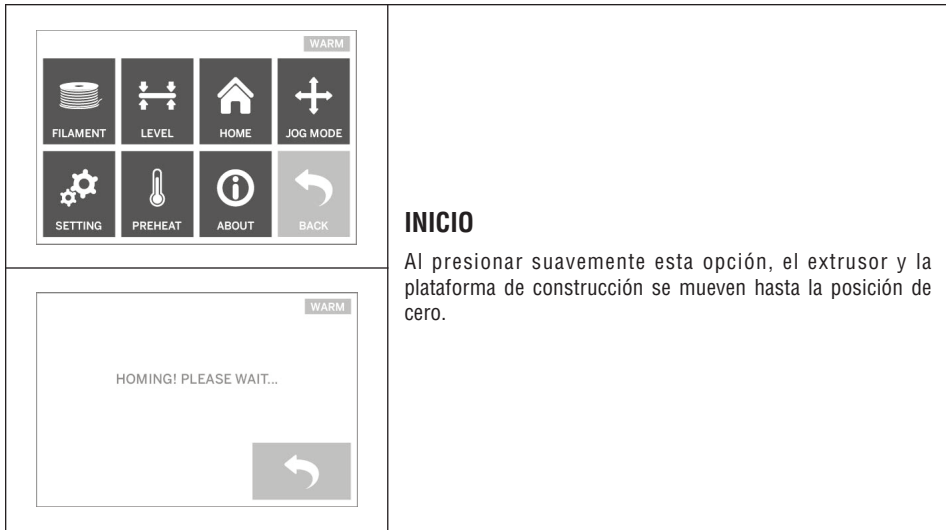 WARM
FILAMENT LEVEL HOME JOG MODE
SETTING PREHEAT ABOUT BACK
WARM
HOMING! PLEASE WAIT...
INICIO
Al presionar suavemente esta opción, el extrusor y la
plataforma de construcción se mueven hasta la posición de
cero.